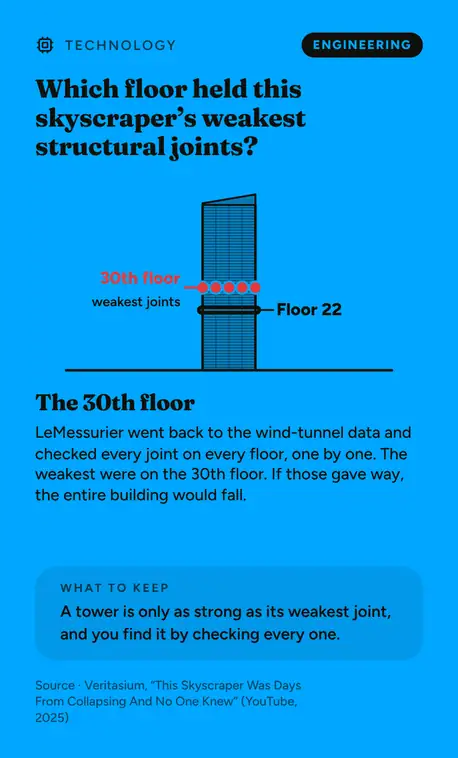 TECHNOLOGY
ENGINEERING
Which floor held this
skyscraper’s weakest
structural joints?
30th floor
weakest joints
Floor 22
The 30th floor
LeMessurier went back to the wind-tunnel data and
checked every joint on every floor, one by one. The
weakest were on the 30th floor. If those gave way,
the entire building would fall.
WHAT TO KEEP
A tower is only as strong as its weakest joint,
and you find it by checking every one.
Source · Veritasium, “This Skyscraper Was Days
From Collapsing And No One Knew” (YouTube,
2025)